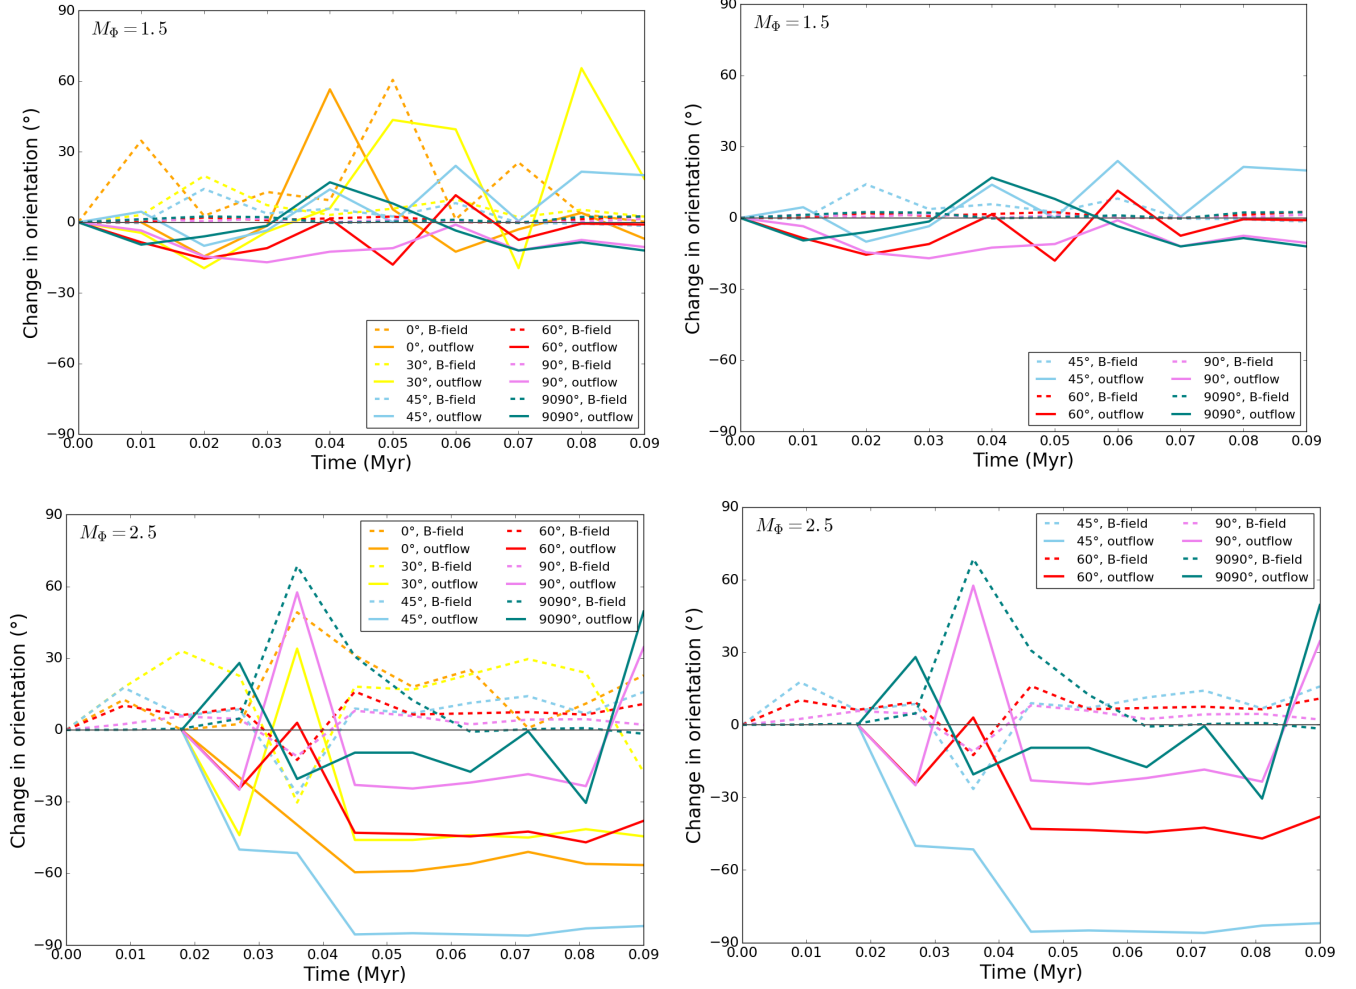 M_Φ = 1.5
90
60
30
0
−30
−60
−90
Change in orientation (°)
0°, B-field
0°, outflow
30°, B-field
30°, outflow
45°, B-field
45°, outflow
60°, B-field
60°, outflow
90°, B-field
90°, outflow
9090°, B-field
9090°, outflow
0.00 0.01 0.02 0.03 0.04 0.05 0.06 0.07 0.08 0.09
Time (Myr)
M_Φ = 1.5
90
60
30
0
−30
−60
−90
Change in orientation (°)
45°, B-field
45°, outflow
60°, B-field
60°, outflow
90°, B-field
90°, outflow
9090°, B-field
9090°, outflow
0.00 0.01 0.02 0.03 0.04 0.05 0.06 0.07 0.08 0.09
Time (Myr)
M_Φ = 2.5
90
60
30
0
−30
−60
−90
Change in orientation (°)
0°, B-field
0°, outflow
30°, B-field
30°, outflow
45°, B-field
45°, outflow
60°, B-field
60°, outflow
90°, B-field
90°, outflow
9090°, B-field
9090°, outflow
0.00 0.01 0.02 0.03 0.04 0.05 0.06 0.07 0.08 0.09
Time (Myr)
M_Φ = 2.5
90
60
30
0
−30
−60
−90
Change in orientation (°)
45°, B-field
45°, outflow
60°, B-field
60°, outflow
90°, B-field
90°, outflow
9090°, B-field
9090°, outflow
0.00 0.01 0.02 0.03 0.04 0.05 0.06 0.07 0.08 0.09
Time (Myr)